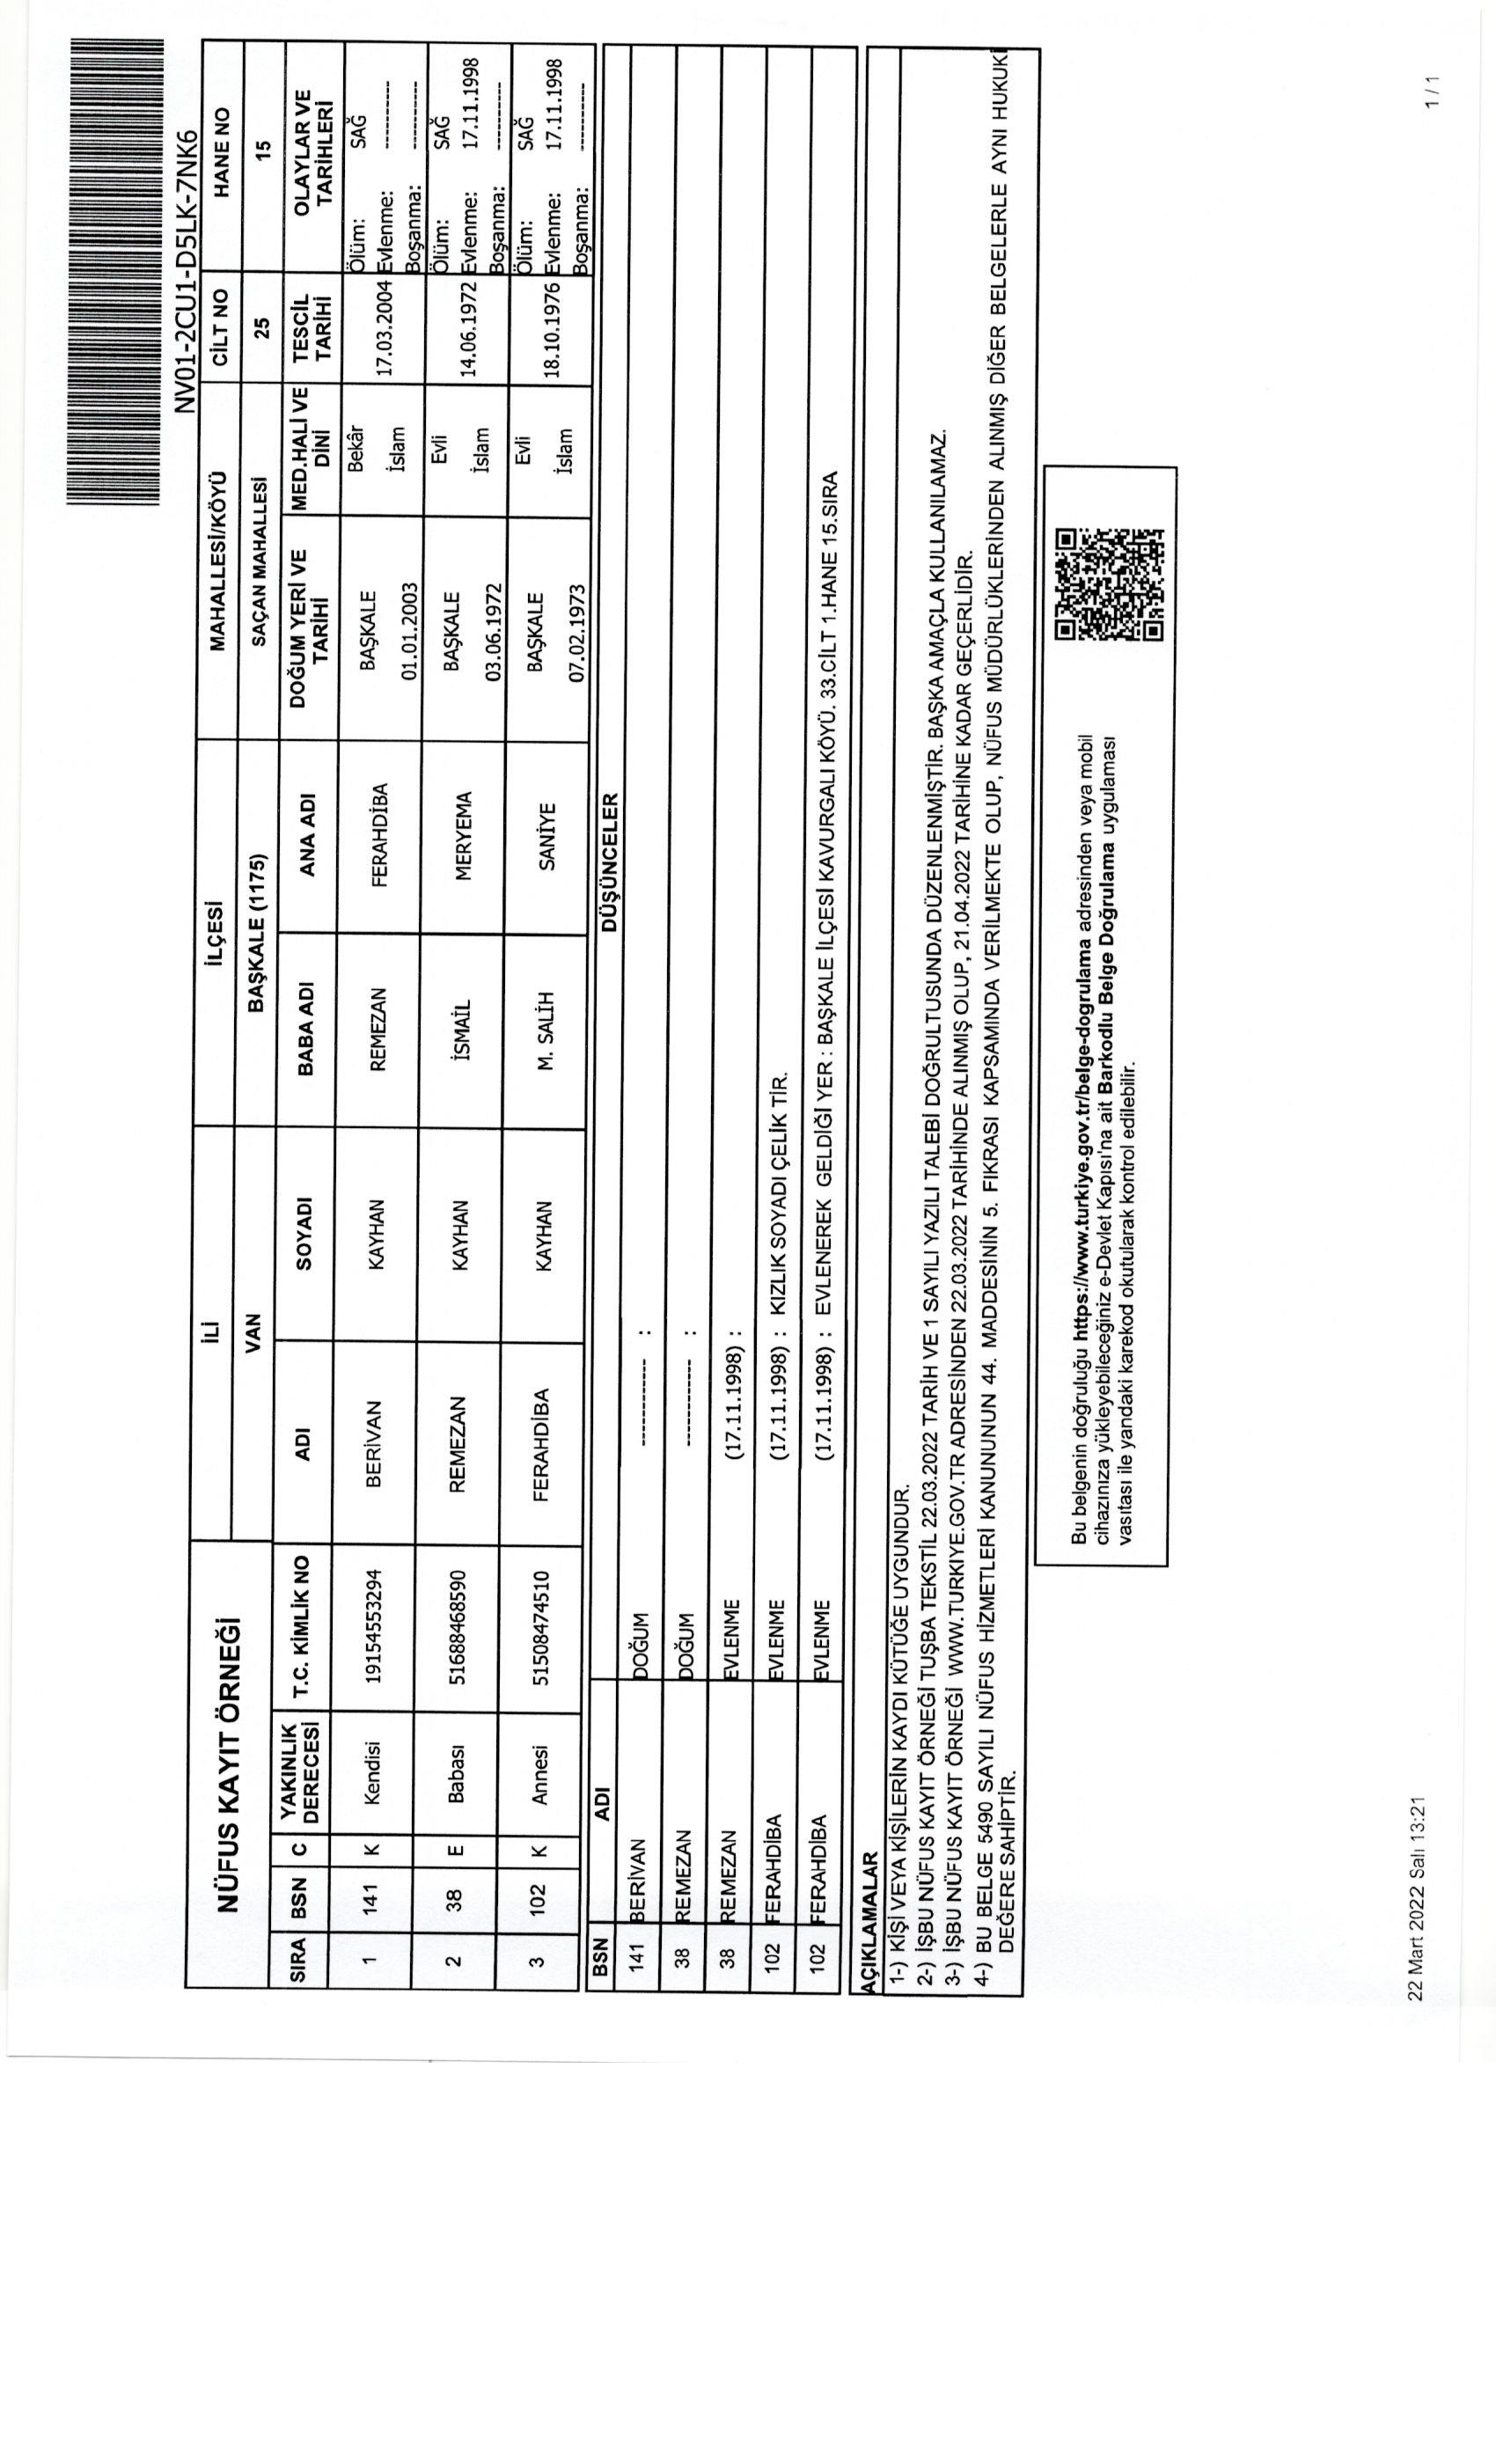 NV01-2CU1-D5LK-7NK6
NÜFUS KAYIT ÖRNEĞİ
İLİ İLÇESİ MAHALLESİ/KÖYÜ CİLT NO HANE NO
VAN BAŞKALE (1175) SAÇAN MAHALLESİ 25 15
SIRA BSN C YAKINLIK DERECESİ T.C. KİMLİK NO ADI SOYADI BABA ADI ANA ADI DOĞUM YERİ VE TARİHİ MED.HALİ VE DİNİ TESCİL TARİHİ OLAYLAR VE TARİHLERİ
1 141 K Kendisi 19154553294 BERİVAN KAYHAN REMEZAN FERAHDİBA BAŞKALE 01.01.2003 Bekâr İslam 17.03.2004 Ölüm: SAĞ Evlenme: ---------- Boşanma: ----------
2 38 E Babası 51688468590 REMEZAN KAYHAN İSMAİL MERYEMA BAŞKALE 03.06.1972 Evli İslam 14.06.1972 Ölüm: SAĞ Evlenme: 17.11.1998 Boşanma: ----------
3 102 K Annesi 51508474510 FERAHDİBA KAYHAN M. SALİH SANİYE BAŞKALE 07.02.1973 Evli İslam 18.10.1976 Ölüm: SAĞ Evlenme: 17.11.1998 Boşanma: ----------
BSN ADI DÜŞÜNCELER
141 BERİVAN DOĞUM ------------ :
38 REMEZAN DOĞUM ------------ :
38 REMEZAN EVLENME (17.11.1998) :
102 FERAHDİBA EVLENME (17.11.1998) : KIZLIK SOYADI ÇELİK TİR.
102 FERAHDİBA EVLENME (17.11.1998) : EVLENEREK GELDİĞİ YER : BAŞKALE İLÇESİ KAVURGALI KÖYÜ. 33.CİLT 1.HANE 15.SIRA
AÇIKLAMALAR
1-) KİŞİ VEYA KİŞİLERİN KAYDI KÜTÜĞE UYGUNDUR.
2-) İŞBU NÜFUS KAYIT ÖRNEĞİ TUŞBA TEKSTİL 22.03.2022 TARİH VE 1 SAYILI YAZILI TALEBİ DOĞRULTUSUNDA DÜZENLENMİŞTİR. BAŞKA AMAÇLA KULLANILAMAZ.
3-) İŞBU NÜFUS KAYIT ÖRNEĞİ WWW.TURKIYE.GOV.TR ADRESİNDEN 22.03.2022 TARİHİNDE ALINMIŞ OLUP, 21.04.2022 TARİHİNE KADAR GEÇERLİDİR.
4-) BU BELGE 5490 SAYILI NÜFUS HİZMETLERİ KANUNUNUN 44. MADDESİNİN 5. FIKRASI KAPSAMINDA VERİLMEKTE OLUP, NÜFUS MÜDÜRLÜKLERİNDEN ALINMIŞ DİĞER BELGELERLE AYNI HUKUKİ
DEĞERE SAHİPTİR.
Bu belgenin doğruluğu https://www.turkiye.gov.tr/belge-dogrulama adresinden veya mobil
cihazınıza yükleyebileceğiniz e-Devlet Kapısı'na ait Barkodlu Belge Doğrulama uygulaması
vasıtası ile yandaki karekod okutularak kontrol edilebilir.
22 Mart 2022 Salı 13:21
1 / 1